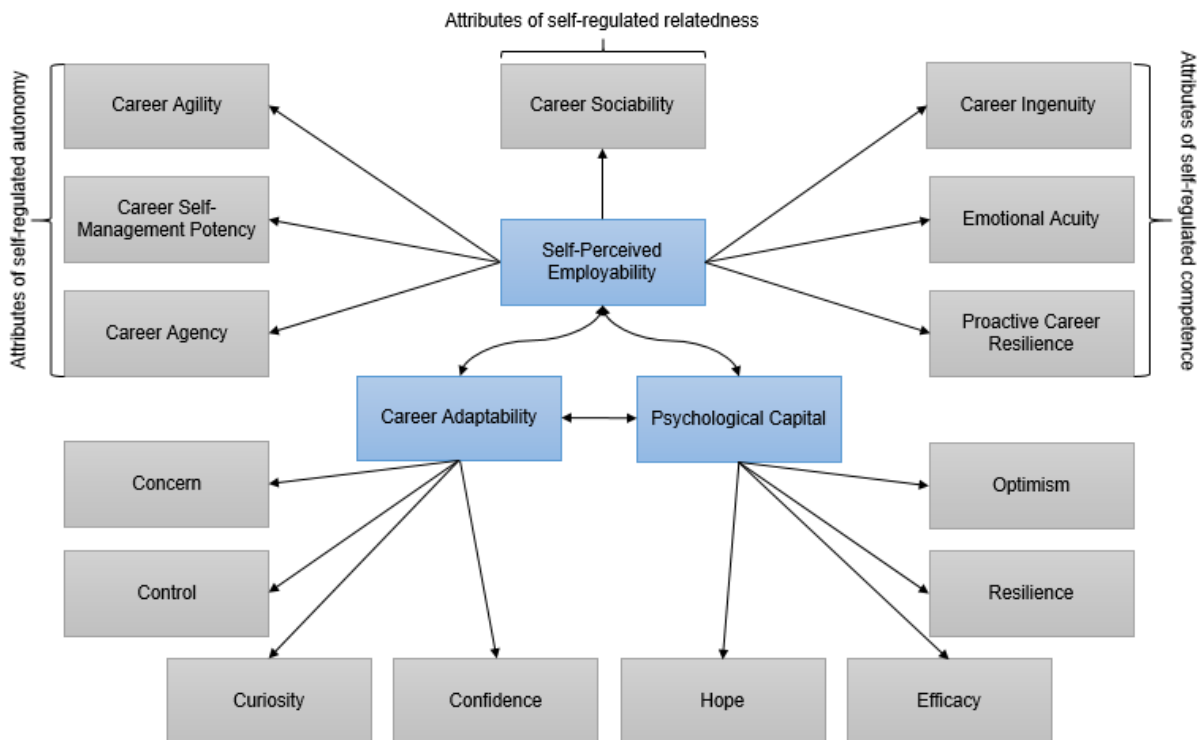 Attributes of self-regulated relatedness
Attributes of self-regulated autonomy
Career Agility
Career Sociability
Career Ingenuity
Attributes of self-regulated competence
Career Self-
Management Potency
Emotional Acuity
Self-Perceived
Employability
Career Agency
Proactive Career
Resilience
Career Adaptability
Psychological Capital
Concern
Optimism
Control
Resilience
Curiosity
Confidence
Hope
Efficacy